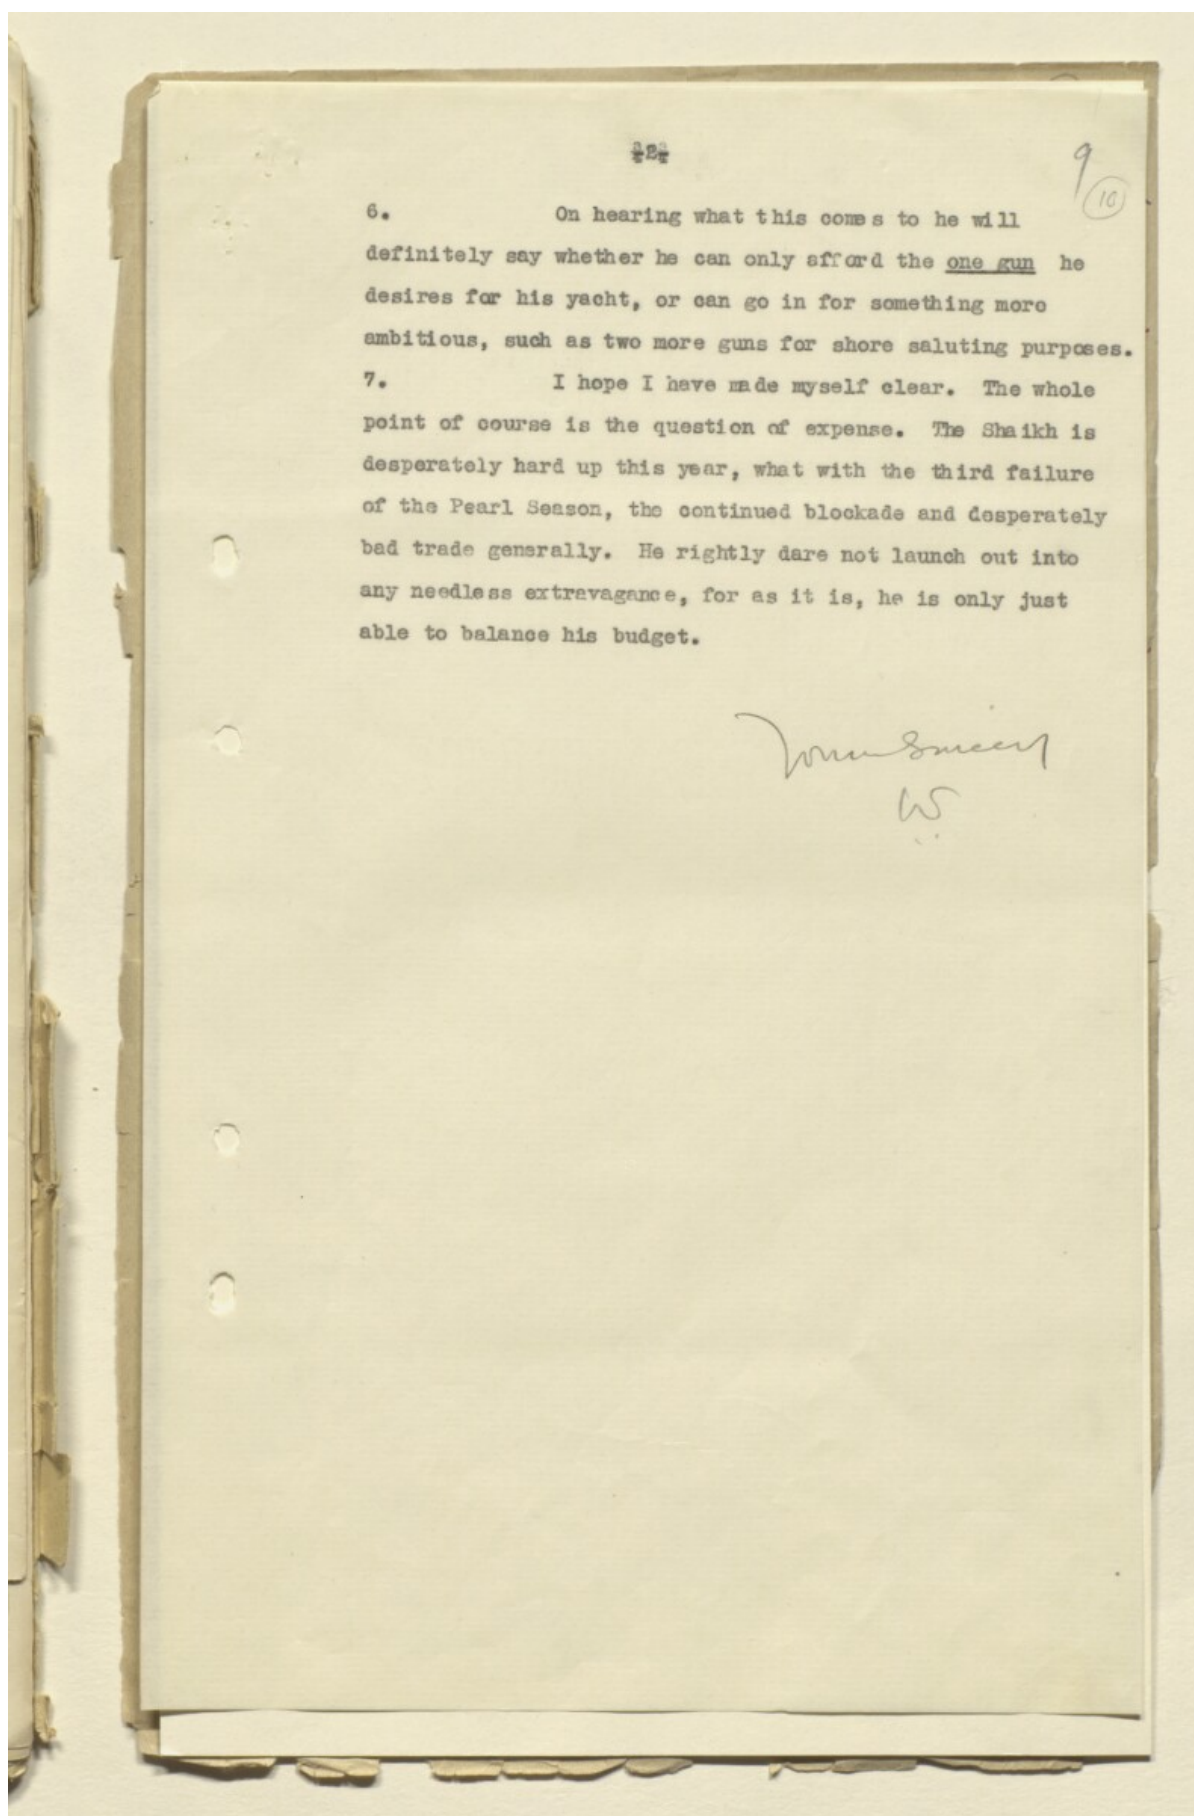 2
9
10
6. On hearing what this comes to he will
definitely say whether he can only afford the one gun he
desires for his yacht, or can go in for something more
ambitious, such as two more guns for shore saluting purposes.
7. I hope I have made myself clear. The whole
point of course is the question of expense. The Shaikh is
desperately hard up this year, what with the third failure
of the Pearl Season, the continued blockade and desperately
bad trade generally. He rightly dare not launch out into
any needless extravagance, for as it is, he is only just
able to balance his budget.